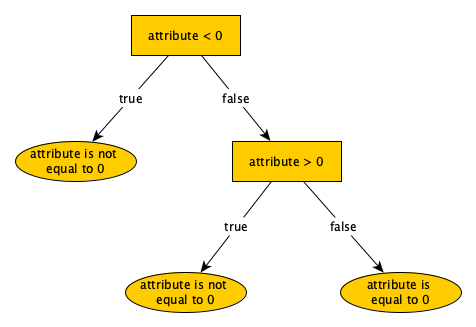 attribute < 0
true
false
attribute is not
equal to 0
attribute > 0
true
false
attribute is not
equal to 0
attribute is
equal to 0